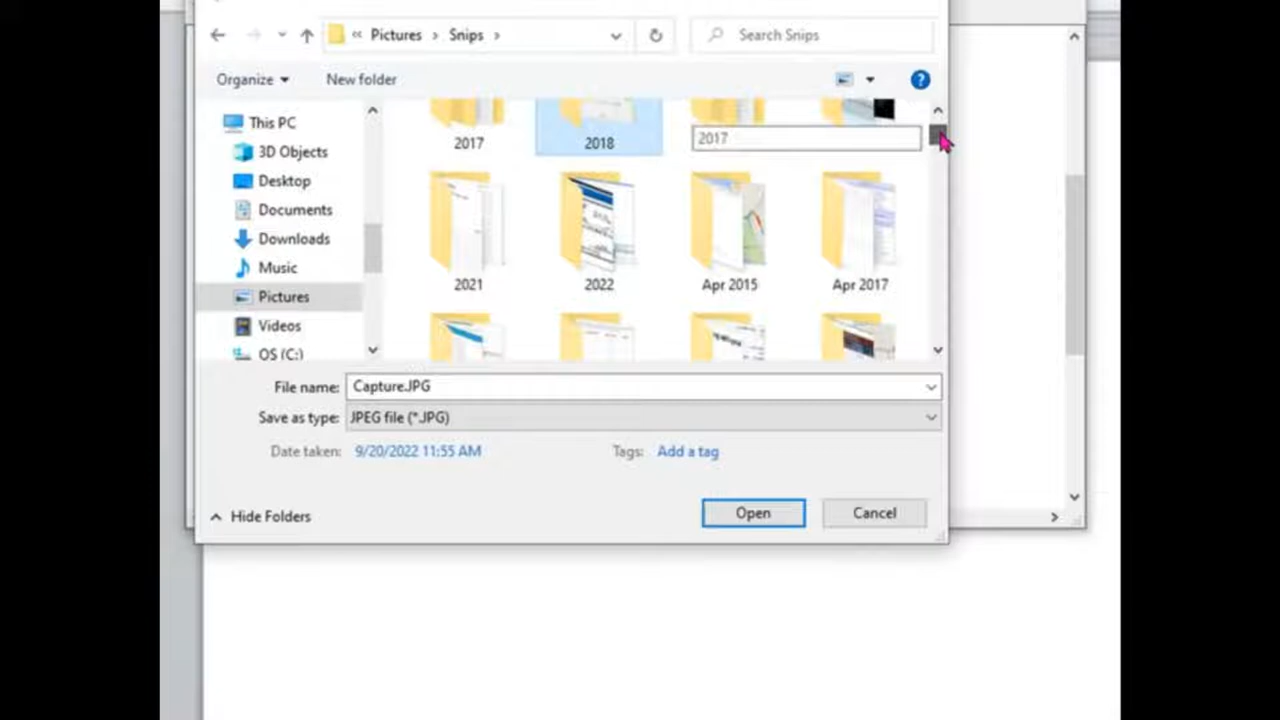 « Pictures › Snips ›
Search Snips
Organize
New folder
?
This PC
3D Objects
Desktop
Documents
Downloads
Music
Pictures
Videos
OS (C:)
2017
2018
2017
2021
2022
Apr 2015
Apr 2017
File name: Capture.JPG
Save as type: JPEG file (*.JPG)
Date taken: 9/20/2022 11:55 AM
Tags: Add a tag
Hide Folders
Open
Cancel